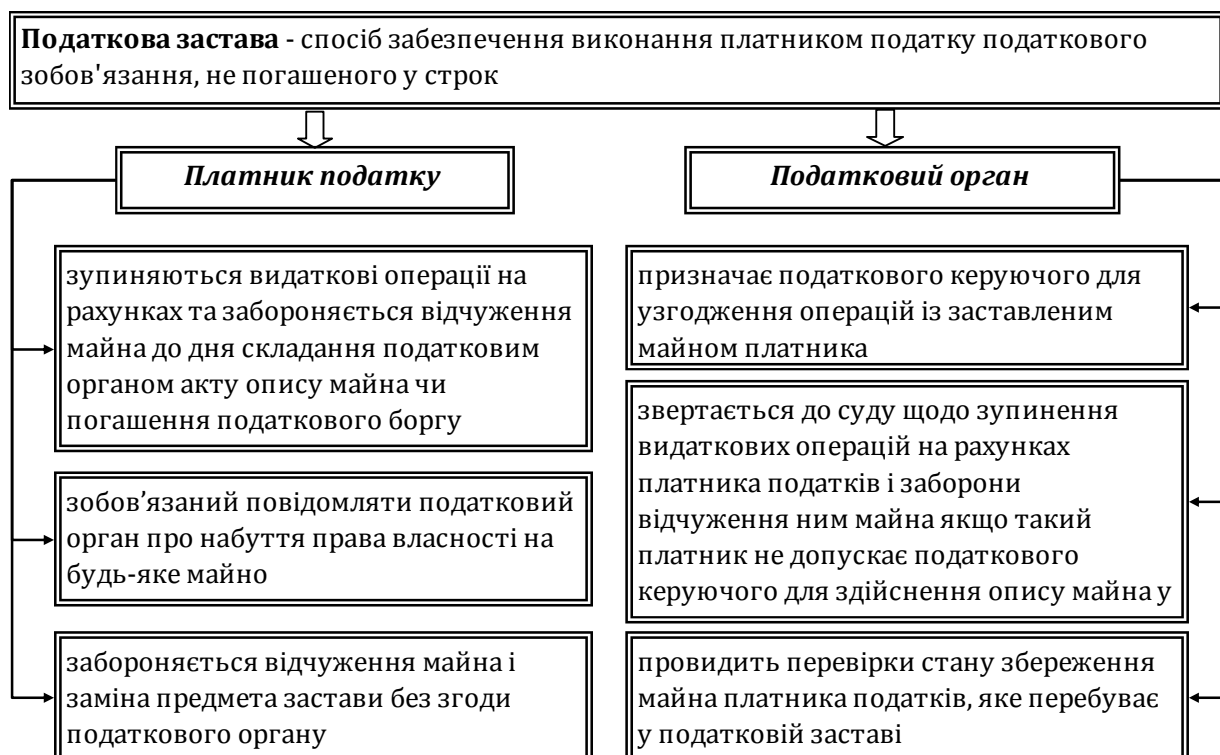 Податкова застава - спосіб забезпечення виконання платником податку податкового
зобов'язання, не погашеного у строк
Платник податку
зупиняються видаткові операції на
рахунках та забороняється відчуження
майна до дня складання податковим
органом акту опису майна чи
погашення податкового боргу
зобов’язаний повідомляти податковий
орган про набуття права власності на
будь-яке майно
забороняється відчуження майна і
заміна предмета застави без згоди
податкового органу
Податковий орган
призначає податкового керуючого для
узгодження операцій із заставленим
майном платника
звертається до суду щодо зупинення
видаткових операцій на рахунках
платника податків і заборони
відчуження ним майна якщо такий
платник не допускає податкового
керуючого для здійснення опису майна у
провидить перевірки стану збереження
майна платника податків, яке перебуває
у податковій заставі